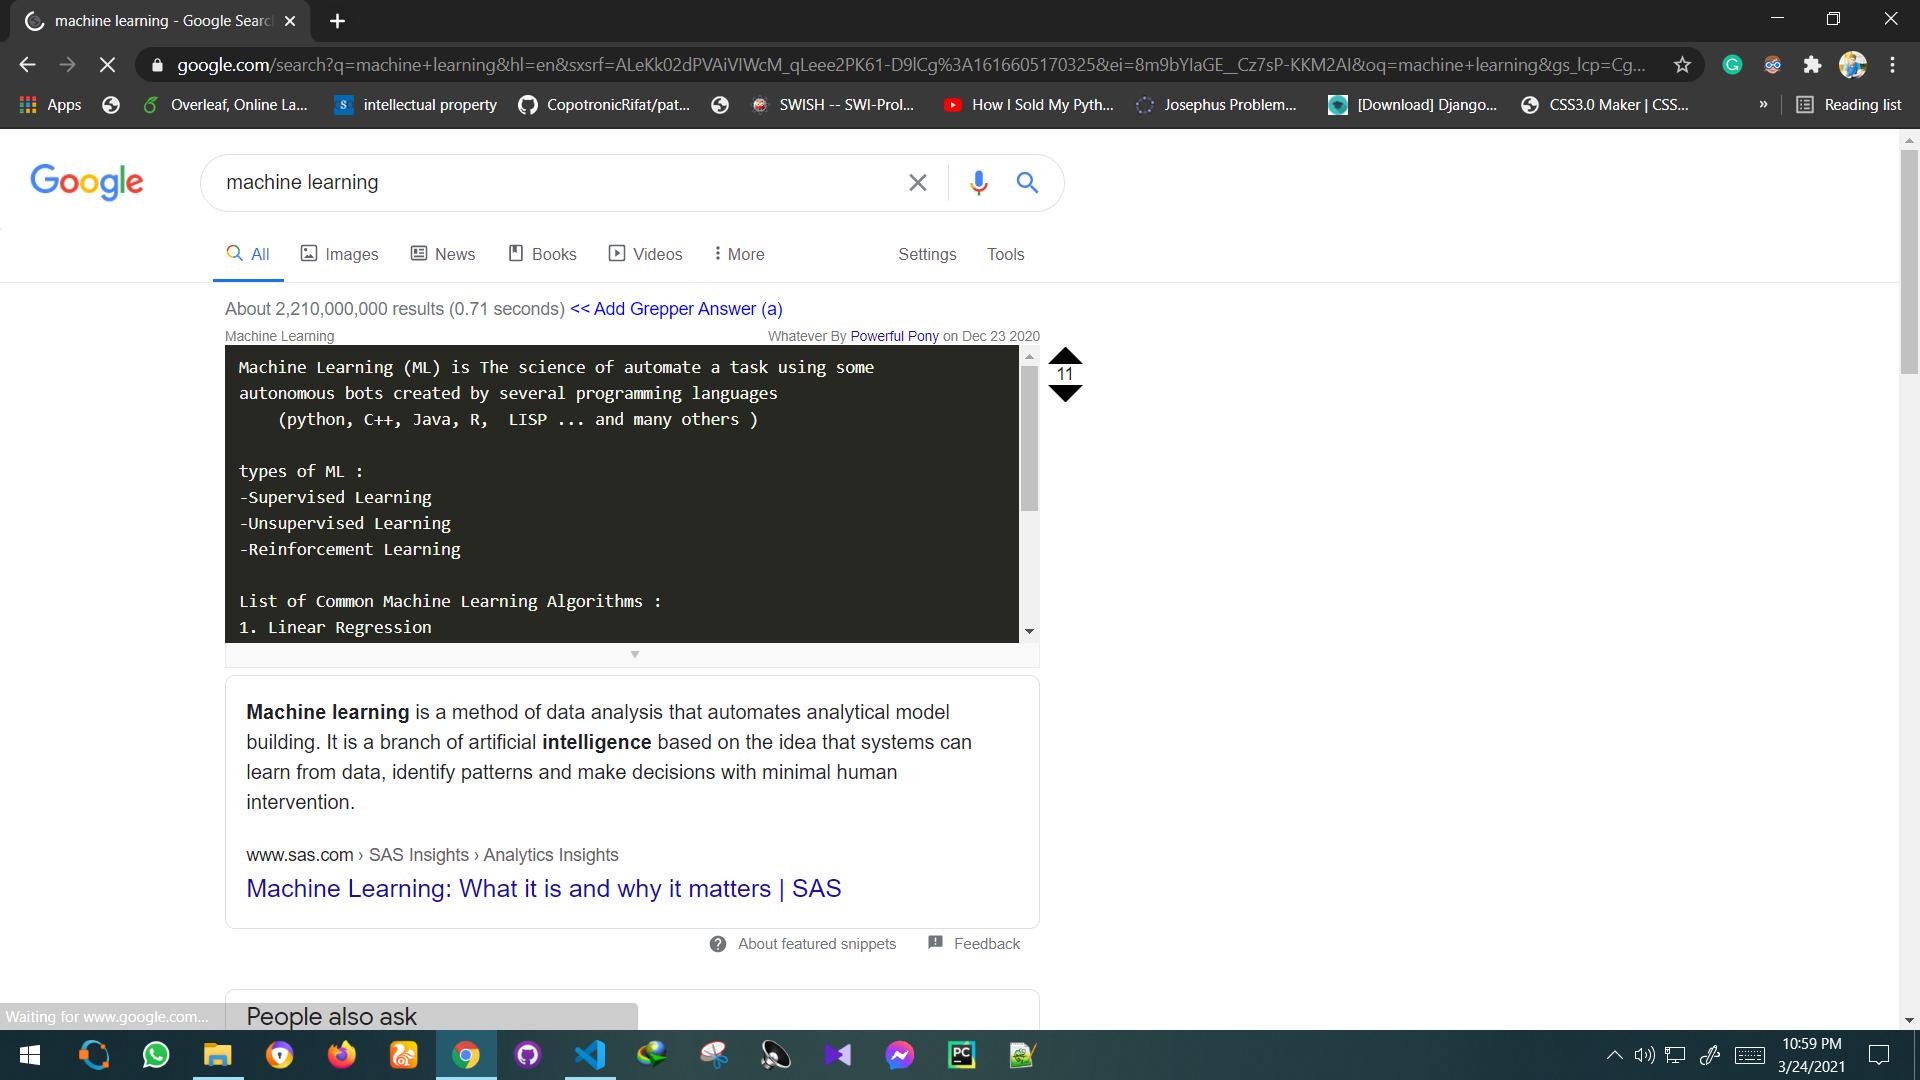 machine learning - Google Searc
google.com/search?q=machine+learning&hl=en&sxsrf=ALeKk02dPVAiVIWcM_qLeee2PK61-D9lCg%3A1616605170325&ei=8m9bYIaGE__Cz7sP-KKM2AI&oq=machine+learning&gs_lcp=Cg...
Apps Overleaf, Online La... intellectual property CopotronicRifat/pat... SWISH -- SWI-Prol... How I Sold My Pyth... Josephus Problem... [Download] Django... CSS3.0 Maker | CSS... » Reading list
Google machine learning
All Images News Books Videos More Settings Tools
About 2,210,000,000 results (0.71 seconds) << Add Grepper Answer (a)
Machine Learning Whatever By Powerful Pony on Dec 23 2020
Machine Learning (ML) is The science of automate a task using some
11
autonomous bots created by several programming languages
(python, C++, Java, R, LISP ... and many others )
types of ML :
-Supervised Learning
-Unsupervised Learning
-Reinforcement Learning
List of Common Machine Learning Algorithms :
1. Linear Regression
Machine learning is a method of data analysis that automates analytical model
building. It is a branch of artificial intelligence based on the idea that systems can
learn from data, identify patterns and make decisions with minimal human
intervention.
www.sas.com › SAS Insights › Analytics Insights
Machine Learning: What it is and why it matters | SAS
About featured snippets Feedback
People also ask
Waiting for www.google.com...
PC
10:59 PM
3/24/2021